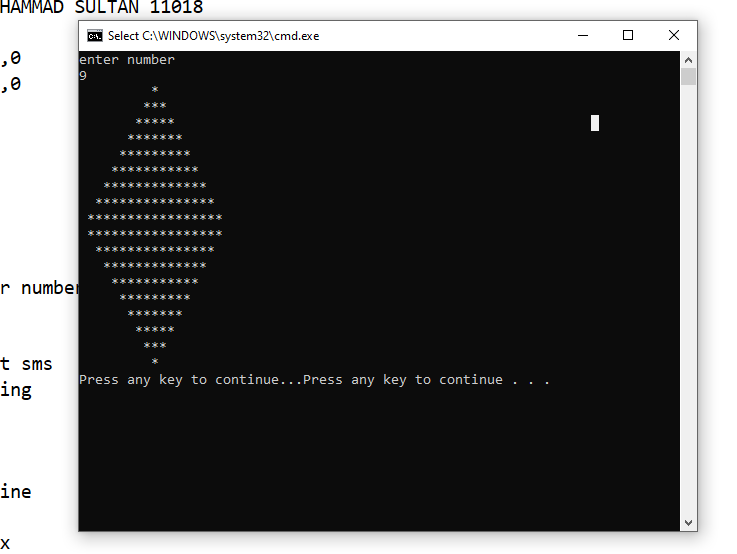 HAMMAD SULTAN 11018
,0
,0
r number
t sms
ing
ine
x
Select C:\WINDOWS\system32\cmd.exe
enter number
9
         *
        ***
       *****
      *******
     *********
    ***********
   *************
  ***************
 *****************
 *****************
  ***************
   *************
    ***********
     *********
      *******
       *****
        ***
         *
Press any key to continue...Press any key to continue . . .